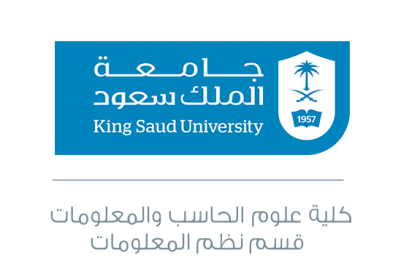 جامعة
الملك سعود
King Saud University
1957
كلية علوم الحاسب والمعلومات
قسم نظم المعلومات